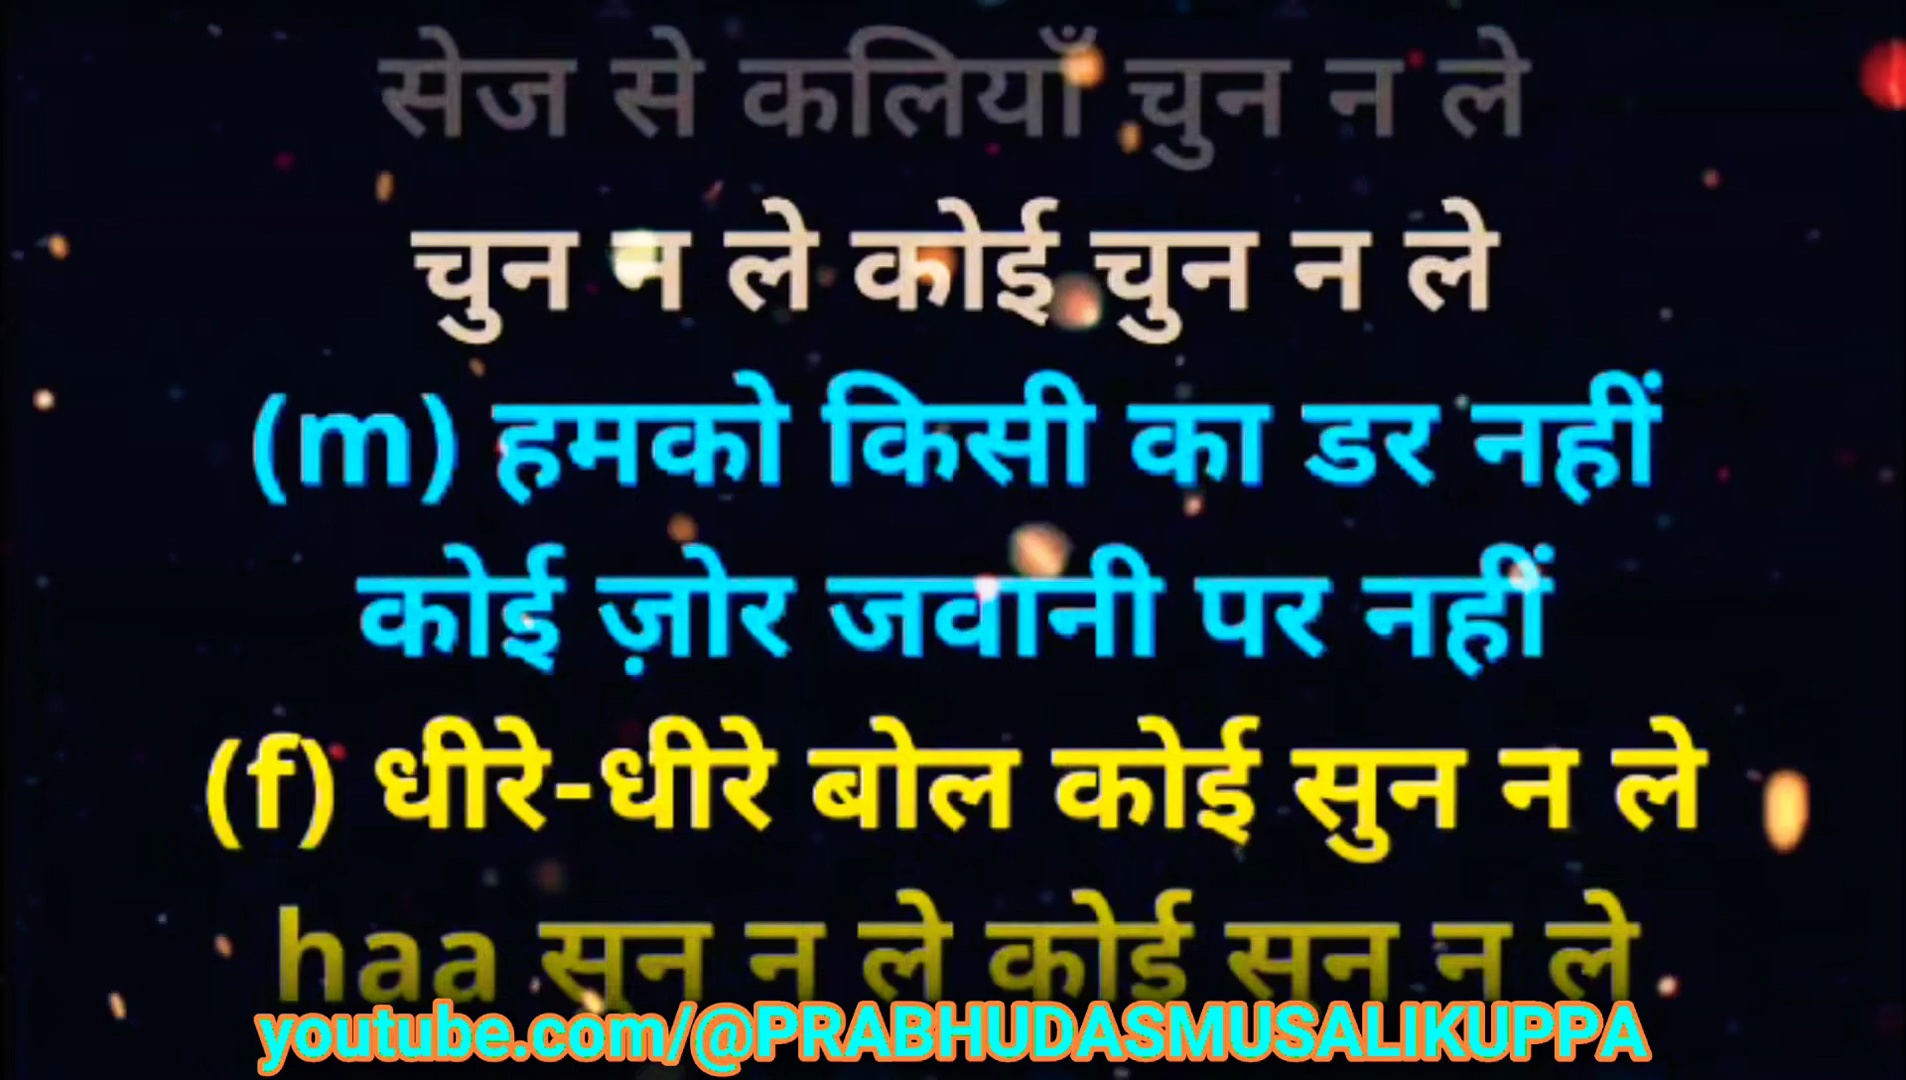 सेज से कलियाँ चुन न ले
चुन न ले कोई चुन न ले
(m) हमको किसी का डर नहीं
कोई ज़ोर जवानी पर नहीं
(f) धीरे-धीरे बोल कोई सुन न ले
haa सुन न ले कोई सुन न ले
youtube.com/@PRABHUDASMUSALIKUPPA